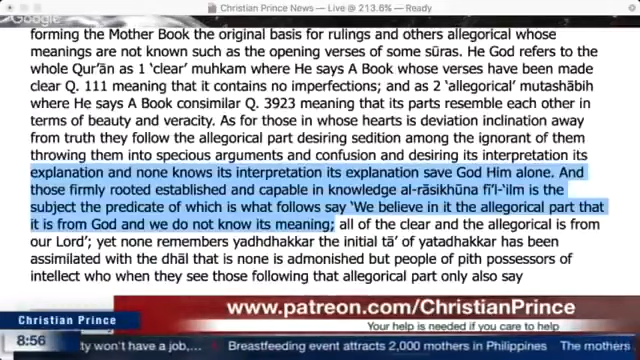 Christian Prince News — Live @ 213.6% — Ready
Google
forming the Mother Book the original basis for rulings and others allegorical whose
meanings are not known such as the opening verses of some sūras. He God refers to the
whole Qur'ān as 1 'clear' muhkam where He says A Book whose verses have been made
clear Q. 111 meaning that it contains no imperfections; and as 2 'allegorical' mutashābih
where He says A Book consimilar Q. 3923 meaning that its parts resemble each other in
terms of beauty and veracity. As for those in whose hearts is deviation inclination away
from truth they follow the allegorical part desiring sedition among the ignorant of them
throwing them into specious arguments and confusion and desiring its interpretation its
explanation and none knows its interpretation its explanation save God Him alone. And
those firmly rooted established and capable in knowledge al-rāsikhūna fī'l-'ilm is the
subject the predicate of which is what follows say 'We believe in it the allegorical part that
it is from God and we do not know its meaning; all of the clear and the allegorical is from
our Lord'; yet none remembers yadhdhakkar the initial tā' of yatadhakkar has been
assimilated with the dhāl that is none is admonished but people of pith possessors of
intellect who when they see those following that allegorical part only also say
www.patreon.com/ChristianPrince
Christian Prince
Your help is needed if you care to help
8:56
ty won't have a job,...
Breastfeeding event attracts 2,000 mothers in Philippines
The mothers